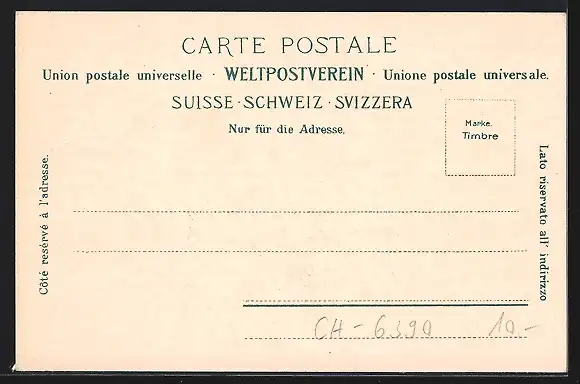 CARTE POSTALE
Union postale universelle · WELTPOSTVEREIN · Unione postale universale.
SUISSE · SCHWEIZ · SVIZZERA
Nur für die Adresse.
Marke.
Timbre
Côté resérvé à l'adresse.
Lato riservato all' indirizzo
CH - 6390 10.-